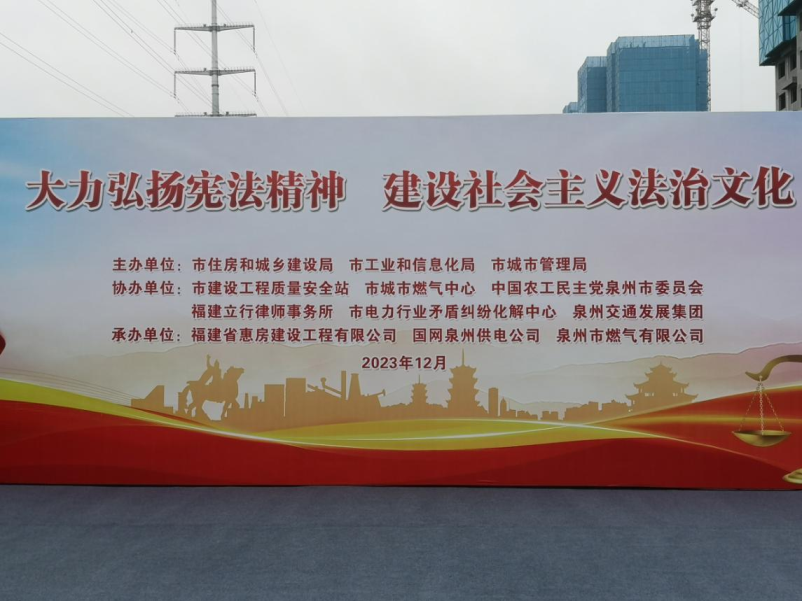 大力弘扬宪法精神 建设社会主义法治文化
主办单位：市住房和城乡建设局 市工业和信息化局 市城市管理局
协办单位：市建设工程质量安全站 市城市燃气中心 中国农工民主党泉州市委员会
福建立行律师事务所 市电力行业矛盾纠纷化解中心 泉州交通发展集团
承办单位：福建省惠房建设工程有限公司 国网泉州供电公司 泉州市燃气有限公司
2023年12月